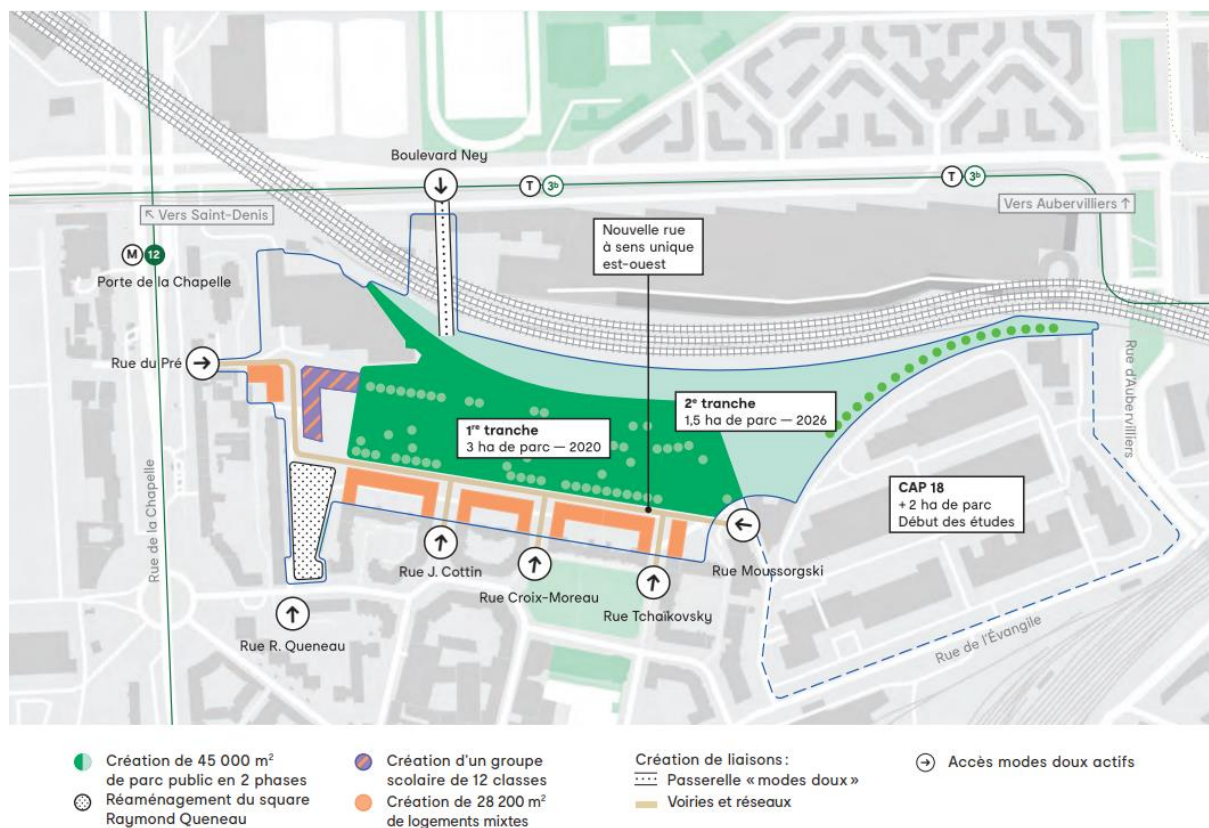 Boulevard Ney
T 3b
T 3b
Vers Saint-Denis
Vers Aubervilliers
Nouvelle rue
à sens unique
est-ouest
M 12
Porte de la Chapelle
Rue du Pré
Rue d'Aubervilliers
2e tranche
1,5 ha de parc — 2026
1re tranche
3 ha de parc — 2020
Rue de la Chapelle
CAP 18
+ 2 ha de parc
Début des études
Rue J. Cottin
Rue Moussorgski
Rue Croix-Moreau
Rue Tchaïkovsky
Rue R. Queneau
Rue de l'Évangile
Création de 45 000 m²
de parc public en 2 phases
Réaménagement du square
Raymond Queneau
Création d'un groupe
scolaire de 12 classes
Création de 28 200 m²
de logements mixtes
Création de liaisons :
Passerelle « modes doux »
Voiries et réseaux
Accès modes doux actifs